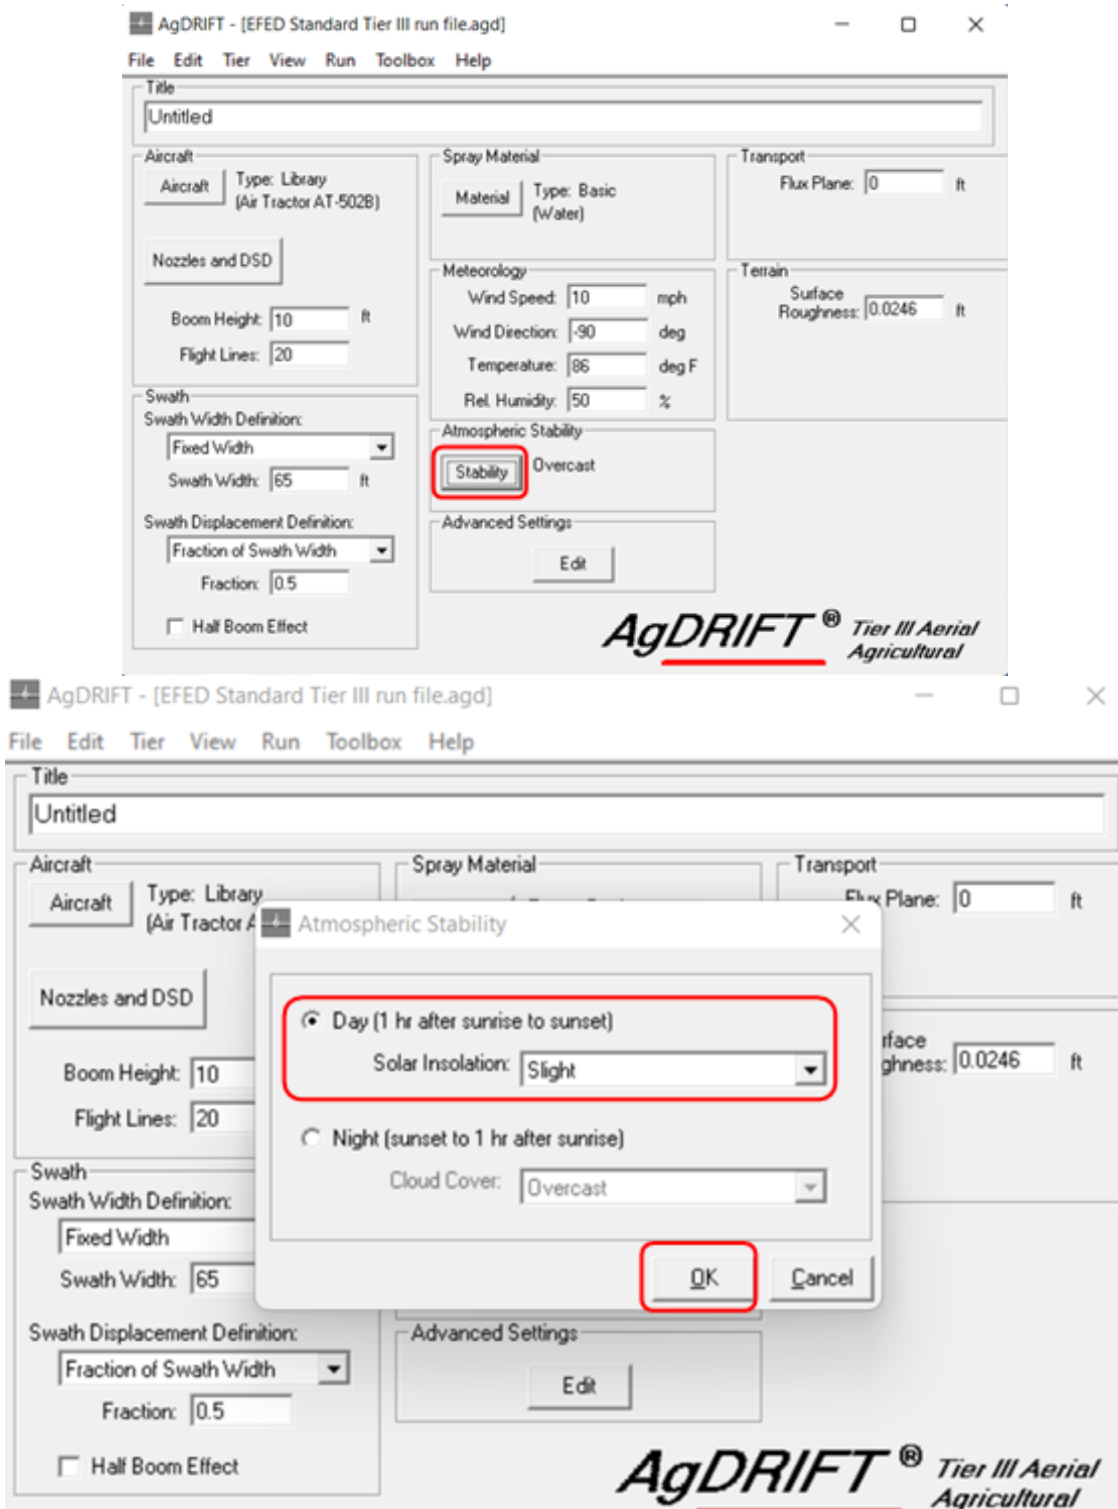 AgDRIFT - [EFED Standard Tier III run file.agd]
File Edit Tier View Run Toolbox Help
Title
Untitled
Aircraft
Aircraft
Type: Library
(Air Tractor AT-502B)
Nozzles and DSD
Boom Height: 10 ft
Flight Lines: 20
Swath
Swath Width Definition:
Fixed Width
Swath Width: 65 ft
Swath Displacement Definition:
Fraction of Swath Width
Fraction: 0.5
Half Boom Effect
Spray Material
Material
Type: Basic
(Water)
Meteorology
Wind Speed: 10 mph
Wind Direction: -90 deg
Temperature: 86 deg F
Rel. Humidity: 50 %
Atmospheric Stability
Stability Overcast
Advanced Settings
Edit
Transport
Flux Plane: 0 ft
Terrain
Surface
Roughness: 0.0246 ft
AgDRIFT® Tier III Aerial
Agricultural
AgDRIFT - [EFED Standard Tier III run file.agd]
File Edit Tier View Run Toolbox Help
Title
Untitled
Aircraft
Aircraft
Type: Library
(Air Tractor A
Nozzles and DSD
Boom Height: 10
Flight Lines: 20
Swath
Swath Width Definition:
Fixed Width
Swath Width: 65
Swath Displacement Definition:
Fraction of Swath Width
Fraction: 0.5
Half Boom Effect
Spray Material
Transport
Flux Plane: 0 ft
rface
ghness: 0.0246 ft
Atmospheric Stability
Day (1 hr after sunrise to sunset)
Solar Insolation: Slight
Night (sunset to 1 hr after sunrise)
Cloud Cover: Overcast
OK Cancel
Advanced Settings
Edit
AgDRIFT® Tier III Aerial
Agricultural